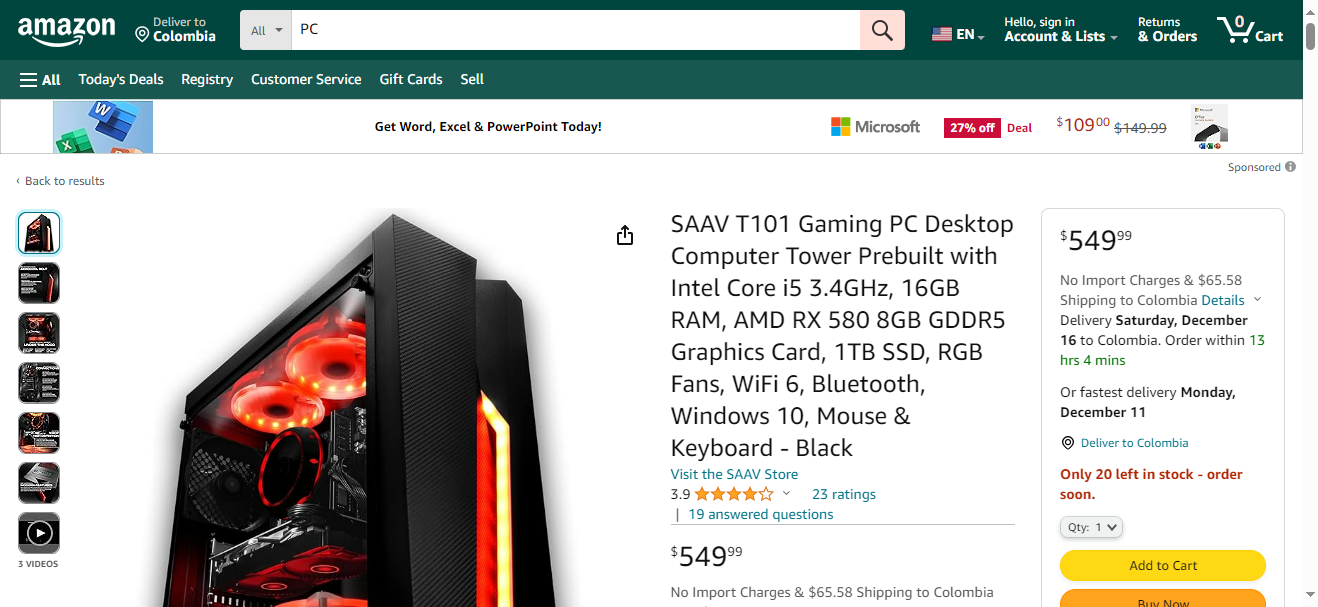 amazon
Deliver to
Colombia
All
PC
EN
Hello, sign in
Account & Lists
Returns
& Orders
0
Cart
All
Today's Deals
Registry
Customer Service
Gift Cards
Sell
Get Word, Excel & PowerPoint Today!
Microsoft
27% off
Deal
$109⁰⁰
$149.99
Sponsored
‹ Back to results
3 VIDEOS
SAAV T101 Gaming PC Desktop
Computer Tower Prebuilt with
Intel Core i5 3.4GHz, 16GB
RAM, AMD RX 580 8GB GDDR5
Graphics Card, 1TB SSD, RGB
Fans, WiFi 6, Bluetooth,
Windows 10, Mouse &
Keyboard - Black
Visit the SAAV Store
3.9
23 ratings
| 19 answered questions
$549⁹⁹
No Import Charges & $65.58 Shipping to Colombia
$549⁹⁹
No Import Charges & $65.58
Shipping to Colombia Details
Delivery Saturday, December
16 to Colombia. Order within 13
hrs 4 mins
Or fastest delivery Monday,
December 11
Deliver to Colombia
Only 20 left in stock - order
soon.
Qty: 1
Add to Cart
Buy Now